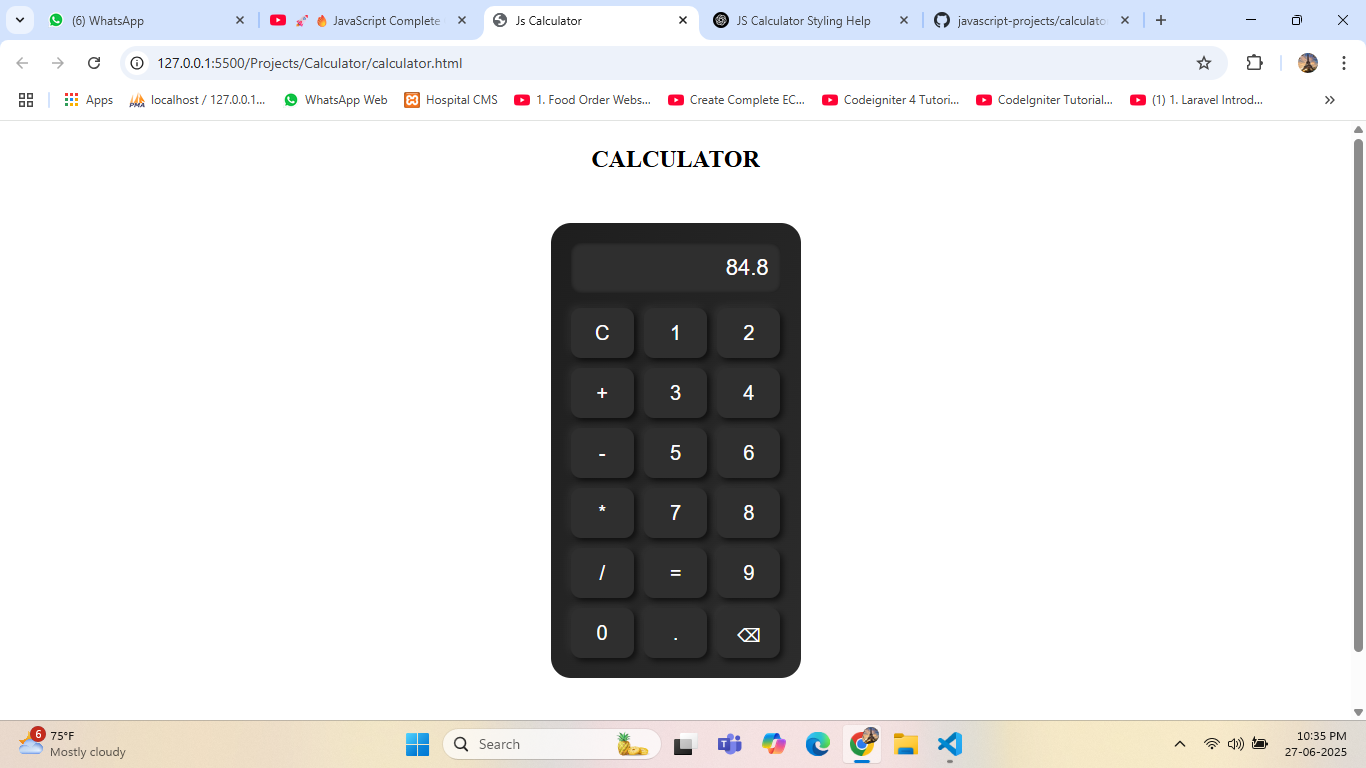 (6) WhatsApp
🚀 🔥 JavaScript Complete
Js Calculator
JS Calculator Styling Help
javascript-projects/calculator
127.0.0.1:5500/Projects/Calculator/calculator.html
Apps
PMA
localhost / 127.0.0.1...
WhatsApp Web
Hospital CMS
1. Food Order Webs...
Create Complete EC...
Codeigniter 4 Tutori...
CodeIgniter Tutorial...
(1) 1. Laravel Introd...
CALCULATOR
84.8
C 1 2
+ 3 4
- 5 6
* 7 8
/ = 9
0 . ⌫
6
75°F
Mostly cloudy
Search
10:35 PM
27-06-2025